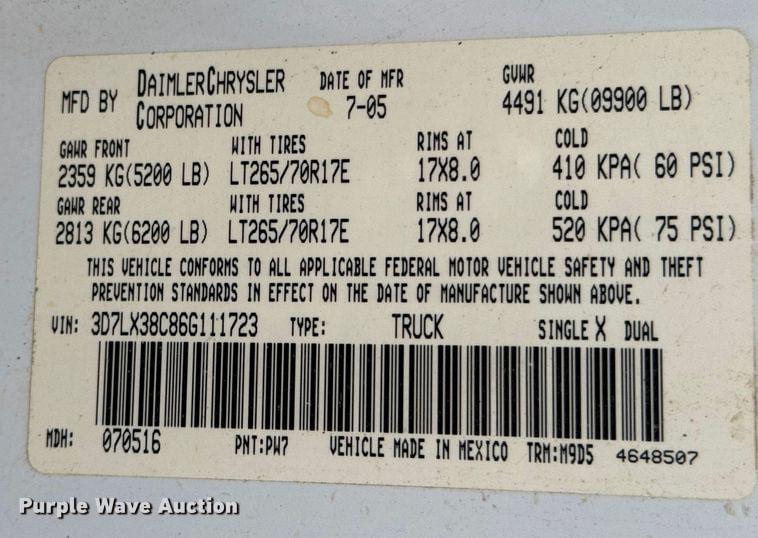 MFD BY DAIMLERCHRYSLER CORPORATION DATE OF MFR 7-05 GVWR 4491 KG(09900 LB)
GAWR FRONT WITH TIRES RIMS AT COLD
2359 KG(5200 LB) LT265/70R17E 17X8.0 410 KPA( 60 PSI)
GAWR REAR WITH TIRES RIMS AT COLD
2813 KG(6200 LB) LT265/70R17E 17X8.0 520 KPA( 75 PSI)
THIS VEHICLE CONFORMS TO ALL APPLICABLE FEDERAL MOTOR VEHICLE SAFETY AND THEFT
PREVENTION STANDARDS IN EFFECT ON THE DATE OF MANUFACTURE SHOWN ABOVE.
VIN: 3D7LX38C86G111723 TYPE: TRUCK SINGLE X DUAL
MDH: 070516 PNT:PW7 VEHICLE MADE IN MEXICO TRM:M9D5 4648507
Purple Wave Auction